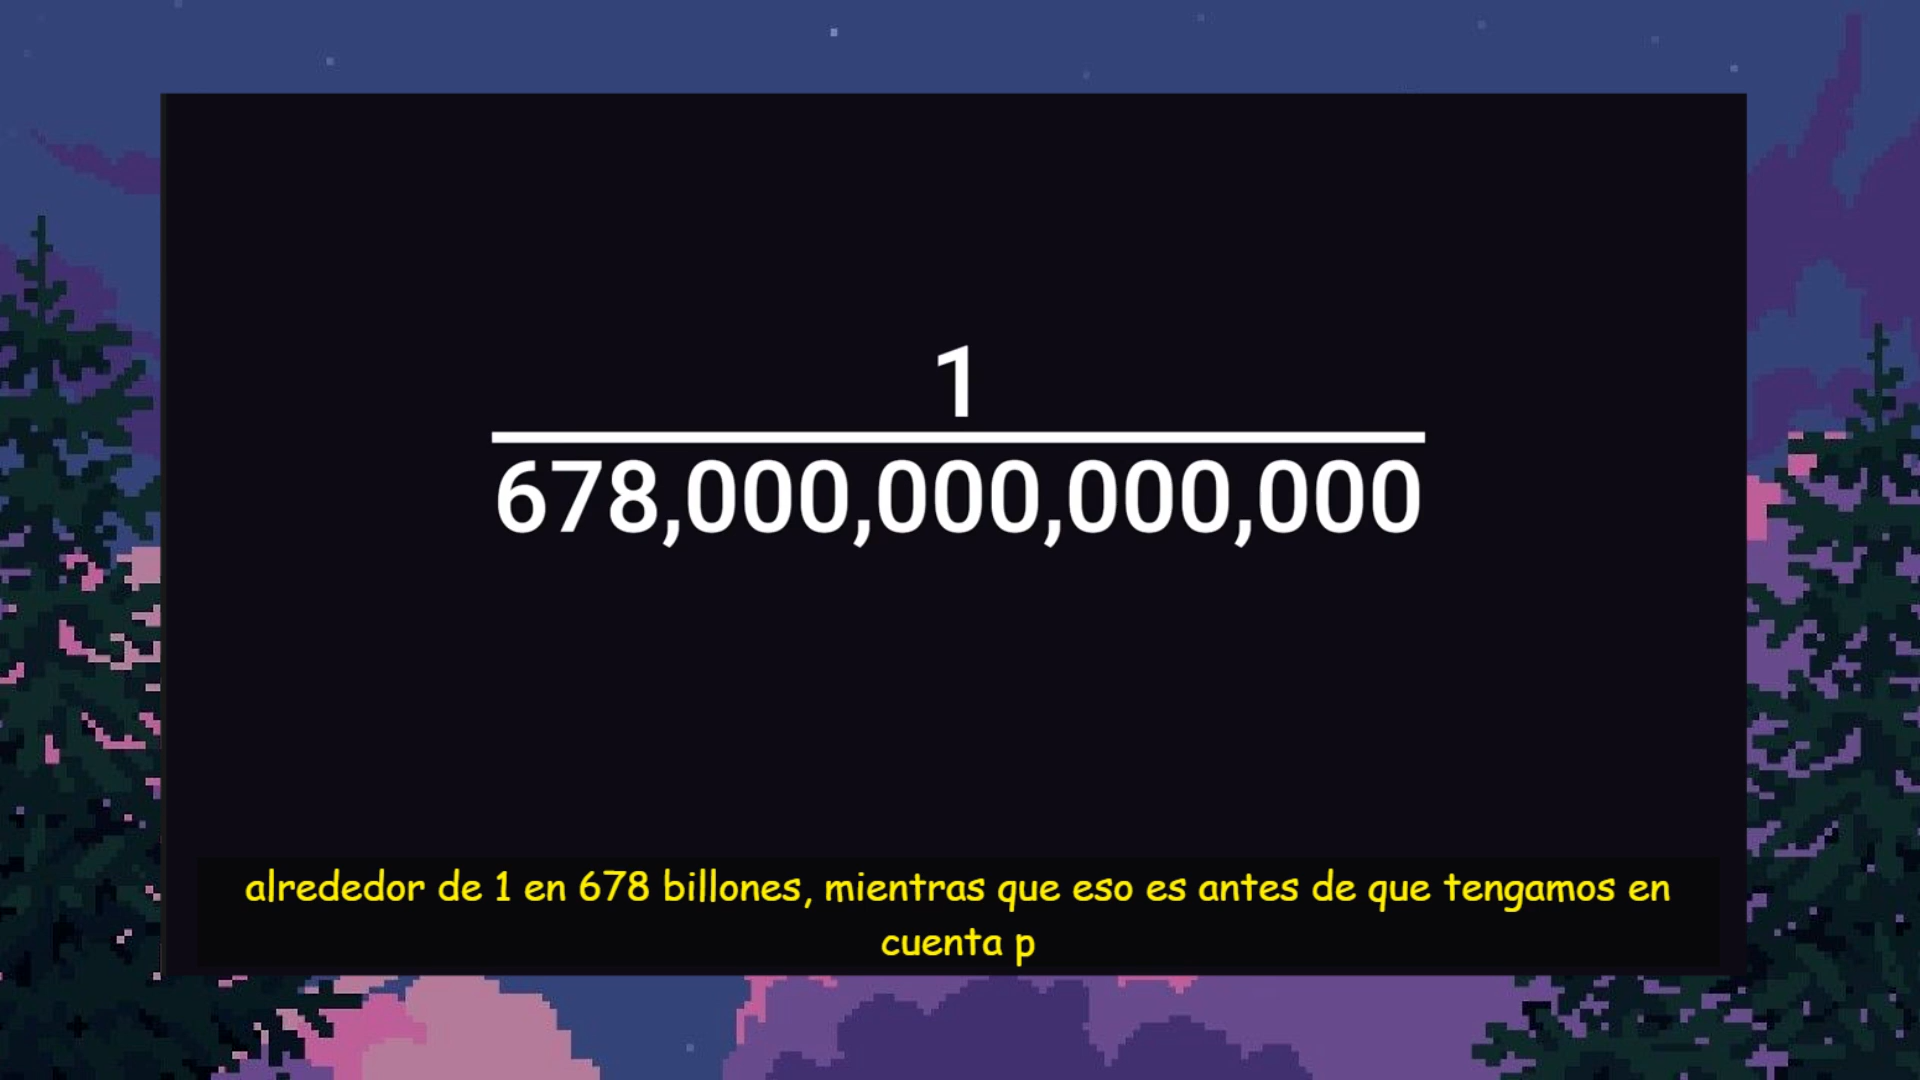 1
678,000,000,000,000
alrededor de 1 en 678 billones, mientras que eso es antes de que tengamos en
cuenta p